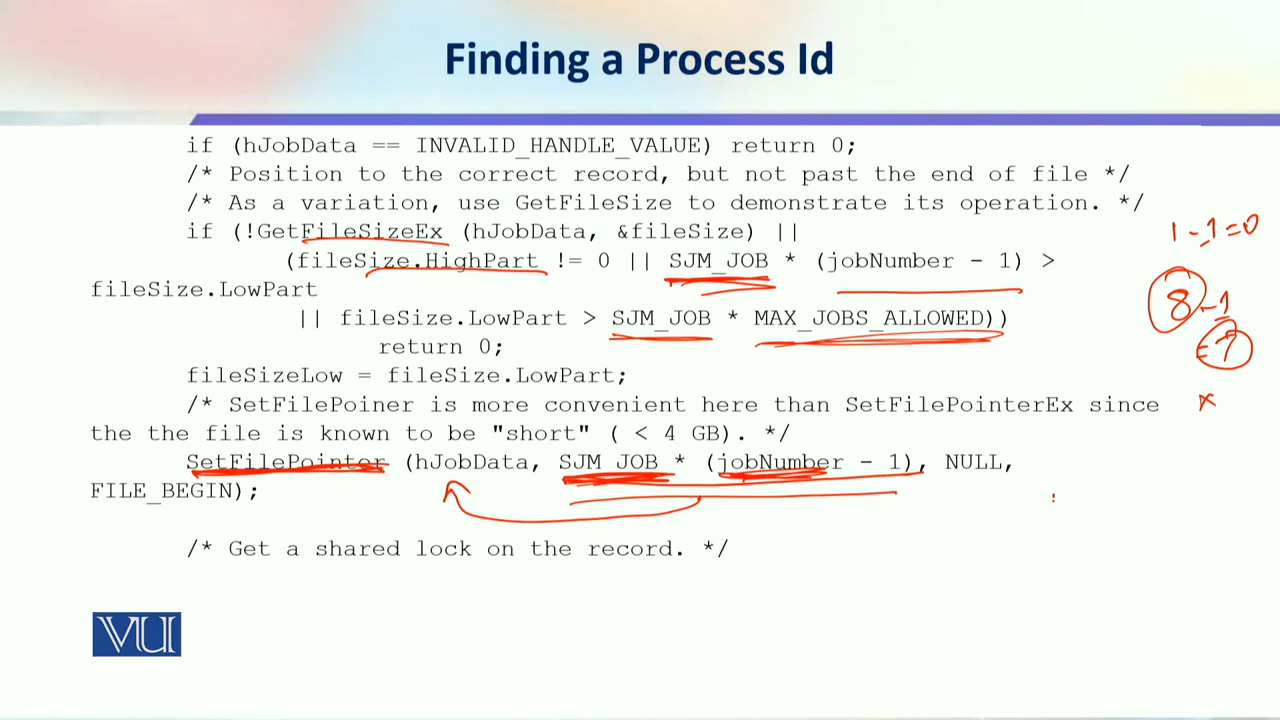 Finding a Process Id
if (hJobData == INVALID_HANDLE_VALUE) return 0;
/* Position to the correct record, but not past the end of file */
/* As a variation, use GetFileSize to demonstrate its operation. */
if (!GetFileSizeEx (hJobData, &fileSize) ||
(fileSize.HighPart != 0 || SJM_JOB * (jobNumber - 1) >
fileSize.LowPart
|| fileSize.LowPart > SJM_JOB * MAX_JOBS_ALLOWED))
return 0;
fileSizeLow = fileSize.LowPart;
/* SetFilePoiner is more convenient here than SetFilePointerEx since
the the file is known to be "short" ( < 4 GB). */
SetFilePointer (hJobData, SJM_JOB * (jobNumber - 1), NULL,
FILE_BEGIN);
/* Get a shared lock on the record. */
1-1=0
8-1
=7
VU